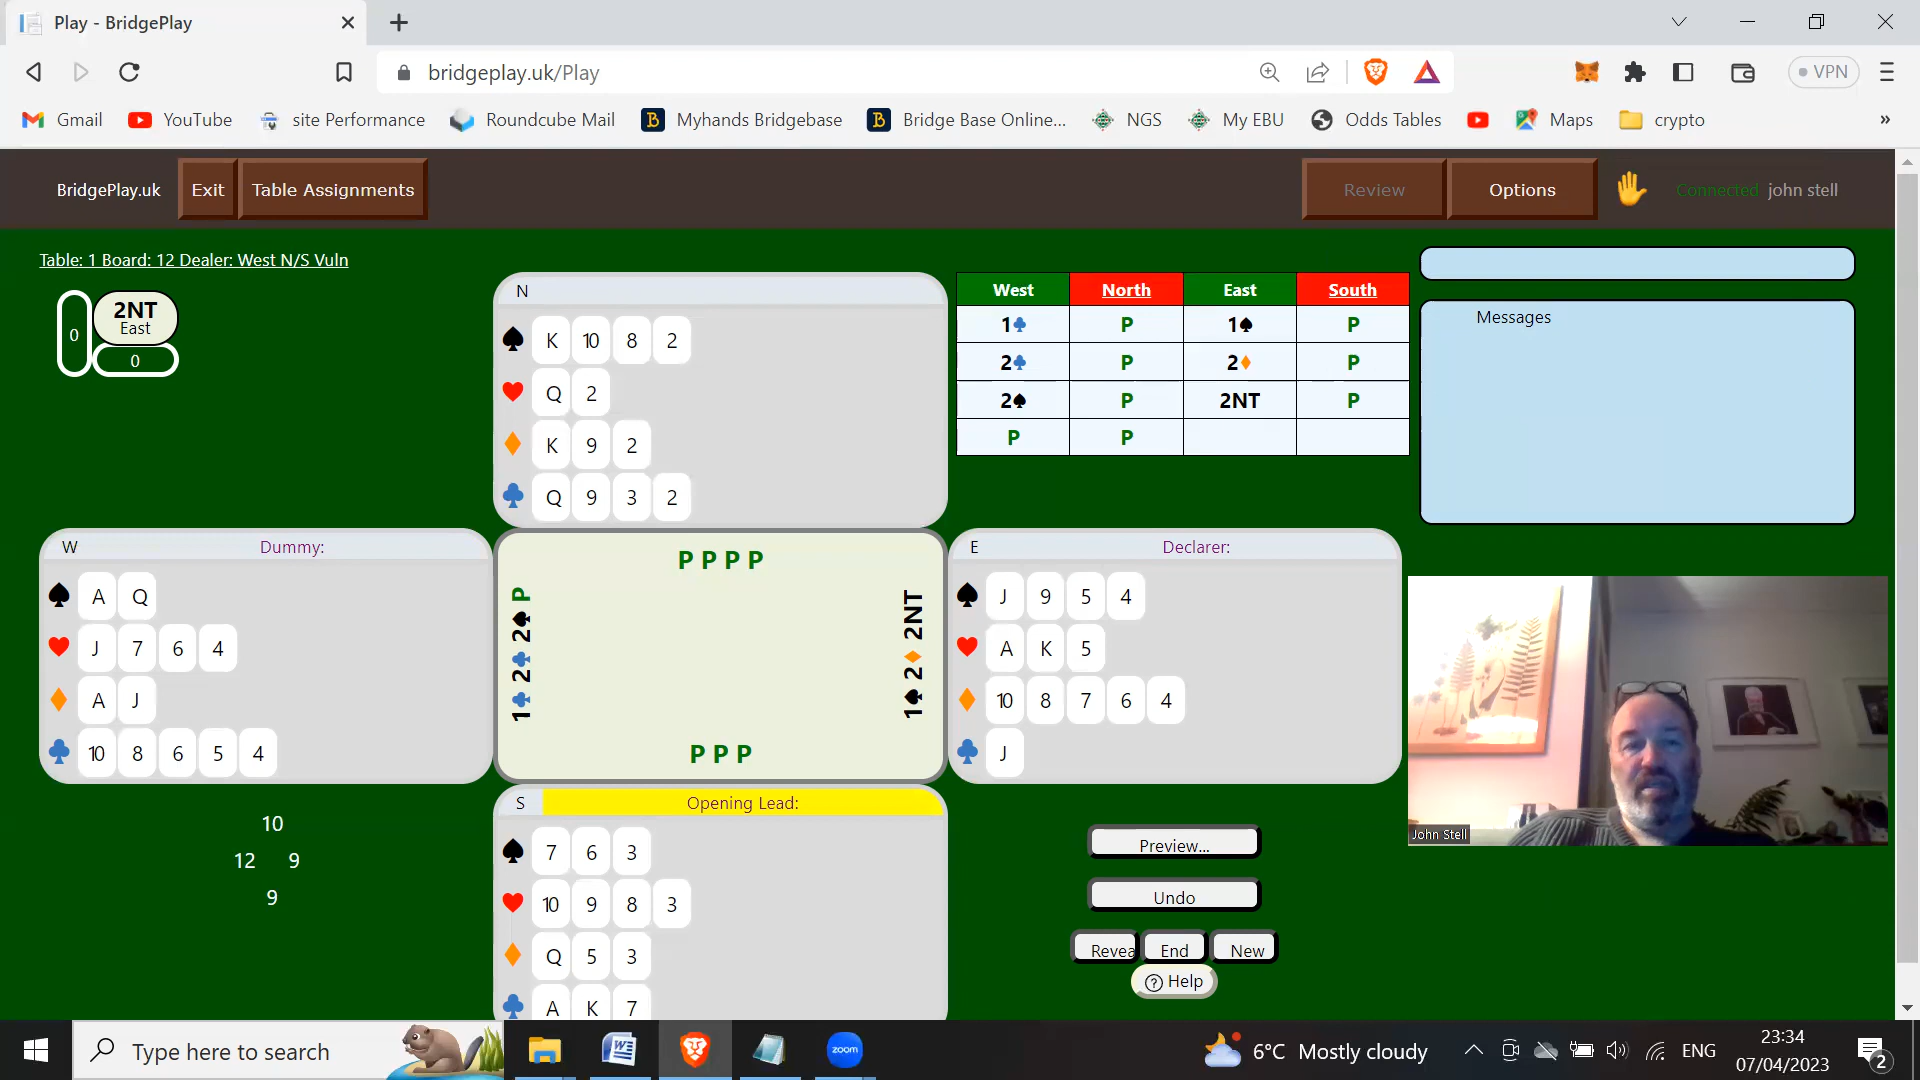 Play - BridgePlay
bridgeplay.uk/Play
VPN
Gmail YouTube site Performance Roundcube Mail B Myhands Bridgebase B Bridge Base Online... NGS My EBU Odds Tables Maps crypto »
BridgePlay.uk Exit Table Assignments Review Options Connected john stell
Table: 1 Board: 12 Dealer: West N/S Vuln
0 2NT
East
0
N
♠ K 10 8 2
♥ Q 2
♦ K 9 2
♣ Q 9 3 2
West North East South
1♣ P 1♠ P
2♣ P 2♦ P
2♠ P 2NT P
P P
Messages
W Dummy:
♠ A Q
♥ J 7 6 4
♦ A J
♣ 10 8 6 5 4
P P P P
1♣ 2♣ 2♠ P
1♠ 2♦ 2NT
P P P
E Declarer:
♠ J 9 5 4
♥ A K 5
♦ 10 8 7 6 4
♣ J
John Stell
S Opening Lead:
♠ 7 6 3
♥ 10 9 8 3
♦ Q 5 3
♣ A K 7
10
12 9
9
Preview...
Undo
Revea End New
? Help
Type here to search
W
zoom
6°C Mostly cloudy
ENG
23:34
07/04/2023
2